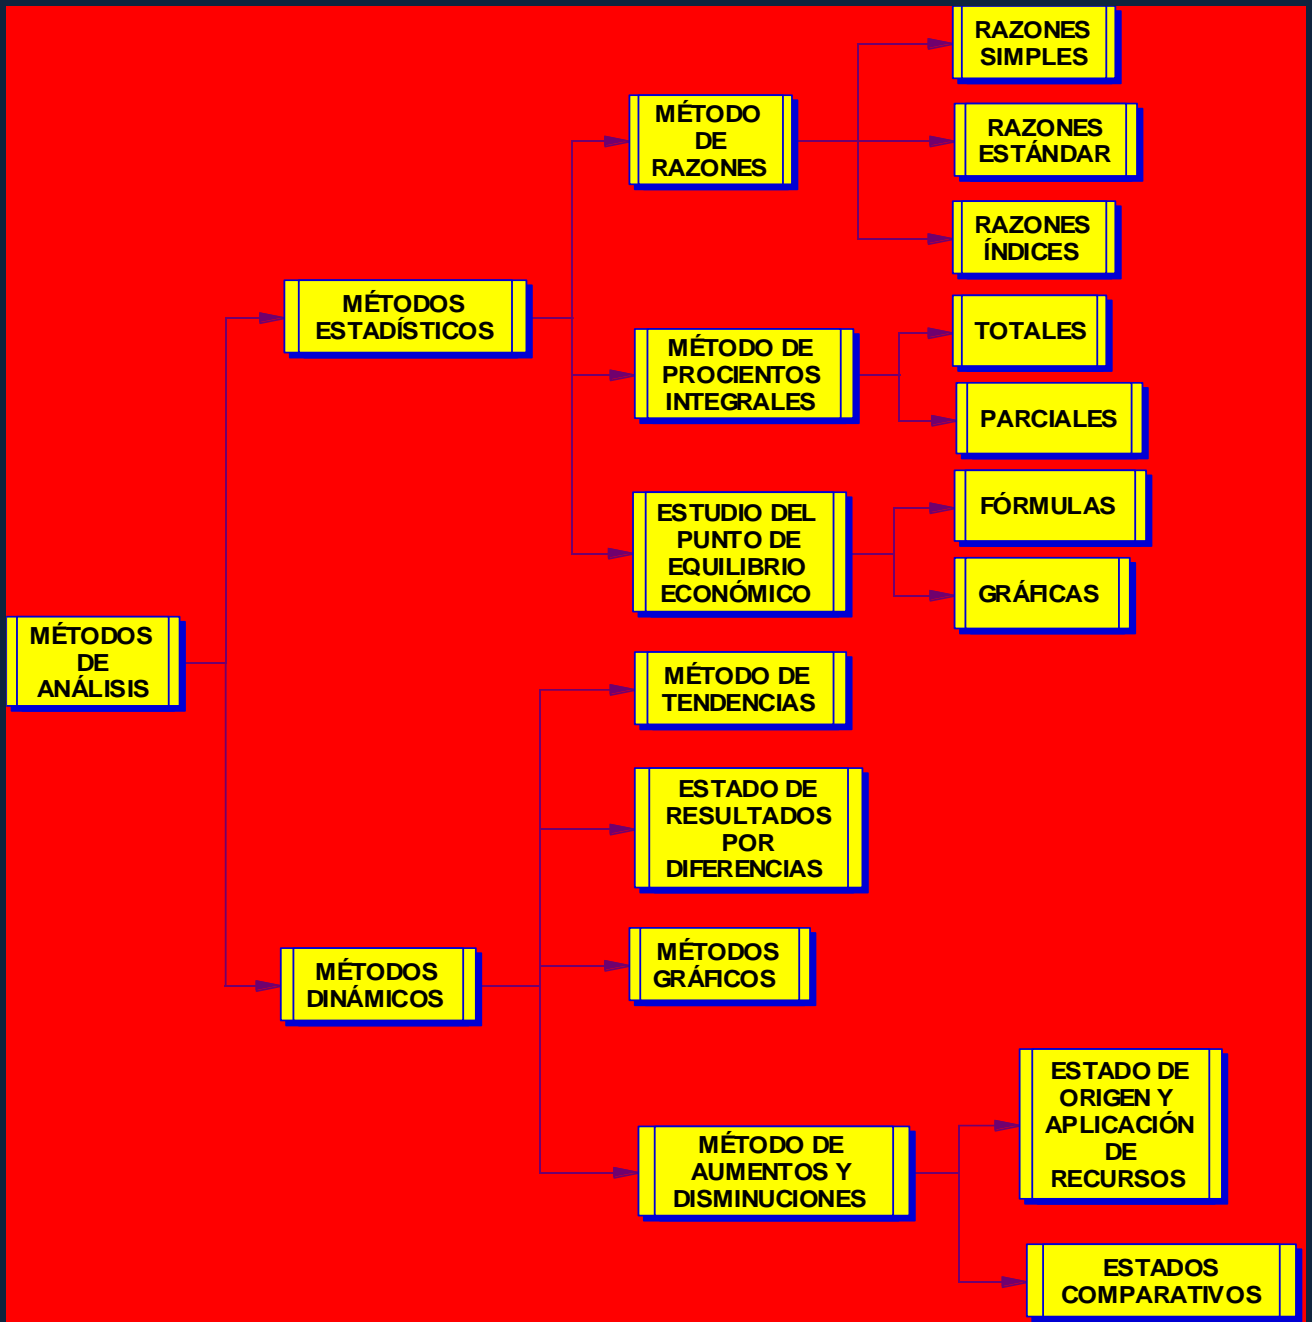 RAZONES
SIMPLES
MÉTODO
DE
RAZONES
RAZONES
ESTÁNDAR
RAZONES
ÍNDICES
MÉTODOS
ESTADÍSTICOS
MÉTODO DE
PROCIENTOS
INTEGRALES
TOTALES
PARCIALES
ESTUDIO DEL
PUNTO DE
EQUILIBRIO
ECONÓMICO
FÓRMULAS
GRÁFICAS
MÉTODOS
DE
ANÁLISIS
MÉTODO DE
TENDENCIAS
ESTADO DE
RESULTADOS
POR
DIFERENCIAS
MÉTODOS
DINÁMICOS
MÉTODOS
GRÁFICOS
MÉTODO DE
AUMENTOS Y
DISMINUCIONES
ESTADO DE
ORIGEN Y
APLICACIÓN
DE
RECURSOS
ESTADOS
COMPARATIVOS